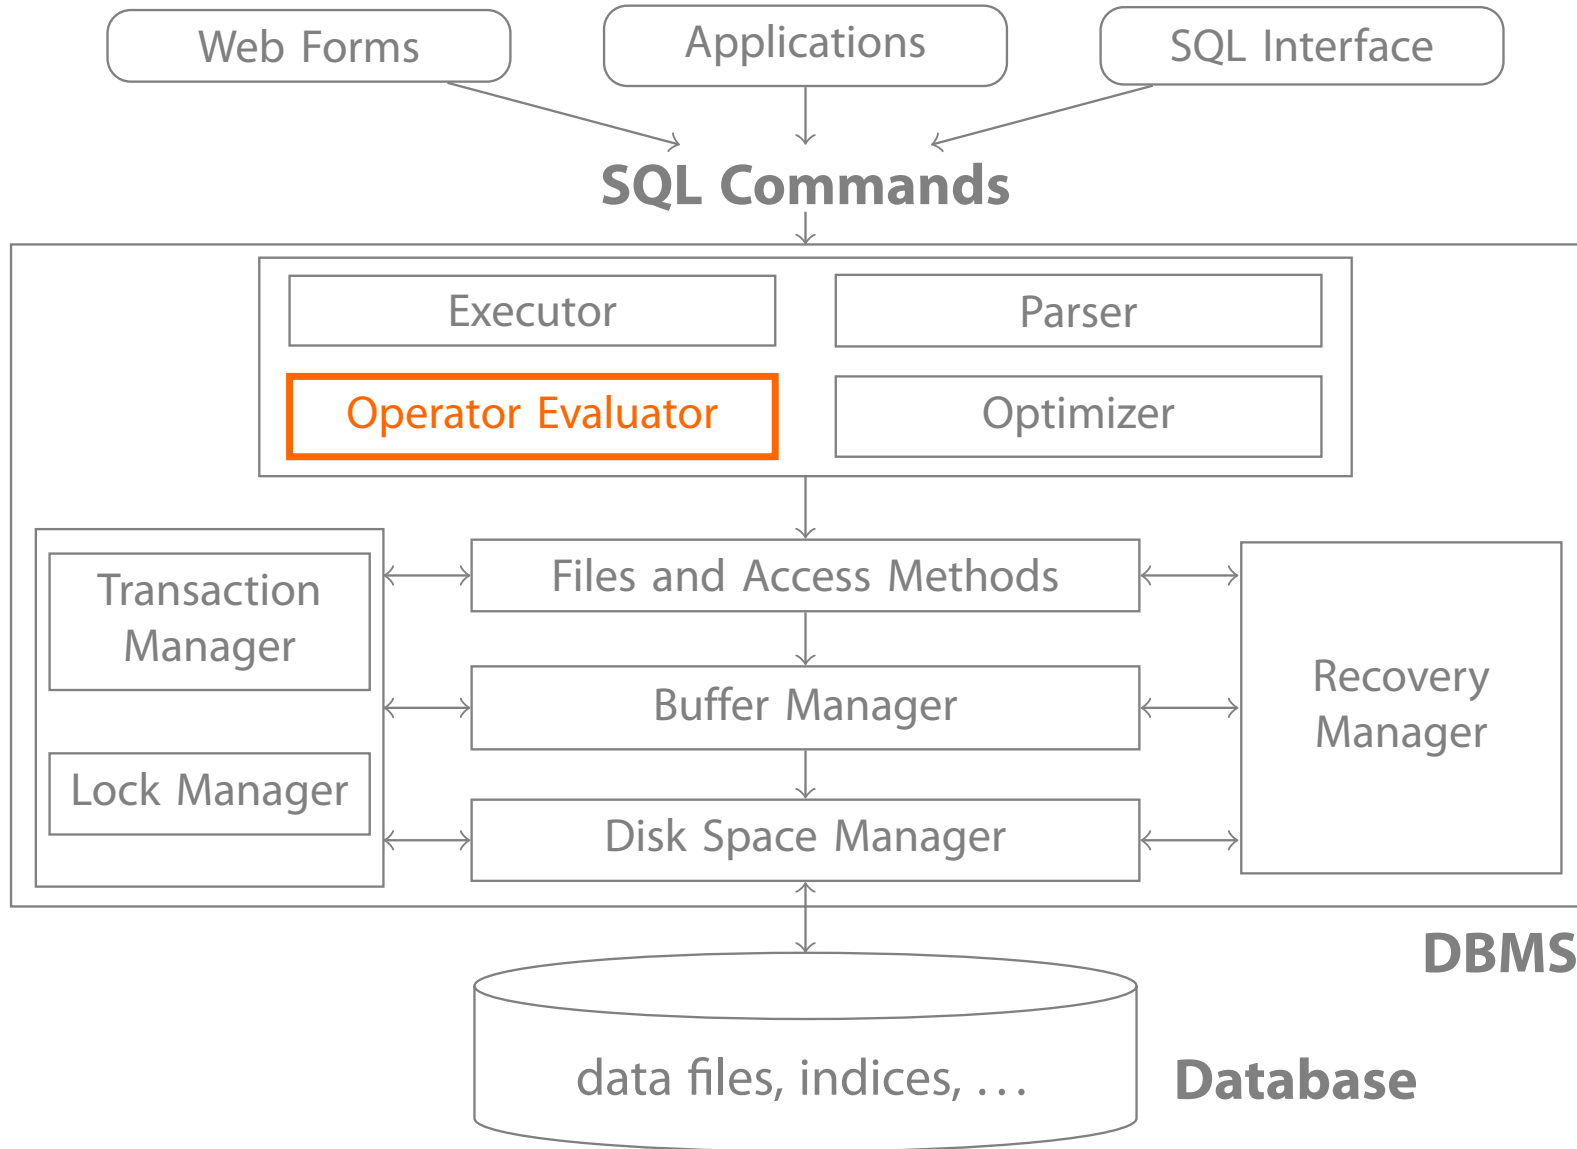 Web Forms
Applications
SQL Interface
SQL Commands
Executor
Parser
Operator Evaluator
Optimizer
Transaction
Manager
Lock Manager
Files and Access Methods
Buffer Manager
Disk Space Manager
Recovery
Manager
DBMS
data files, indices, …
Database